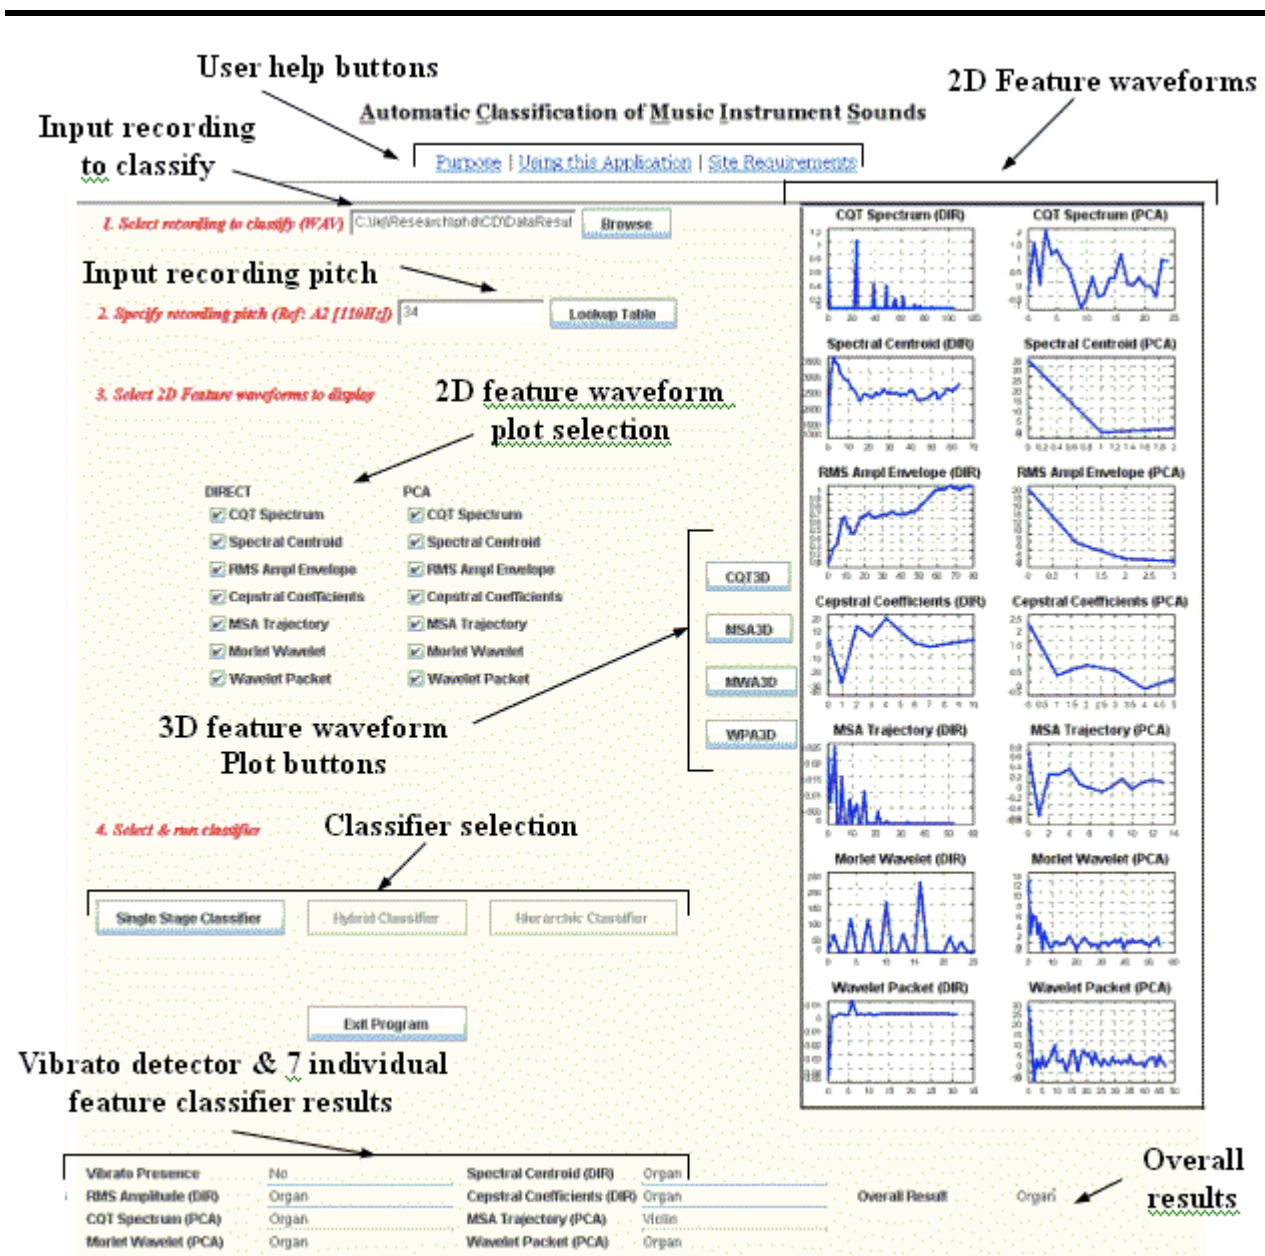 User help buttons
2D Feature waveforms
Automatic Classification of Music Instrument Sounds
Input recording
to classify
Purpose | Using this Application | Site Requirements
1. Select recording to classify (WAV)
Browse
Input recording pitch
2. Specify recording pitch (Ref: A2 [110Hz])
34
Lookup Table
3. Select 2D Feature waveforms to display
2D feature waveform
plot selection
DIRECT
PCA
CQT Spectrum
CQT Spectrum
Spectral Centroid
Spectral Centroid
RMS Ampl Envelope
RMS Ampl Envelope
Cepstral Coefficients
Cepstral Coefficients
MSA Trajectory
MSA Trajectory
Morlet Wavelet
Morlet Wavelet
Wavelet Packet
Wavelet Packet
CQT3D
MSA3D
MWA3D
WPA3D
3D feature waveform
Plot buttons
4. Select & run classifier
Classifier selection
Single Stage Classifier
Hybrid Classifier
Hierarchic Classifier
Exit Program
CQT Spectrum (DIR)
CQT Spectrum (PCA)
Spectral Centroid (DIR)
Spectral Centroid (PCA)
RMS Ampl Envelope (DIR)
RMS Ampl Envelope (PCA)
Cepstral Coefficients (DIR)
Cepstral Coefficients (PCA)
MSA Trajectory (DIR)
MSA Trajectory (PCA)
Morlet Wavelet (DIR)
Morlet Wavelet (PCA)
Wavelet Packet (DIR)
Wavelet Packet (PCA)
Vibrato detector & 7 individual
feature classifier results
Vibrato Presence No
Spectral Centroid (DIR) Organ
RMS Amplitude (DIR) Organ
Cepstral Coefficients (DIR) Organ
CQT Spectrum (PCA) Organ
MSA Trajectory (PCA) Violin
Morlet Wavelet (PCA) Organ
Wavelet Packet (PCA) Organ
Overall Result Organ
Overall
results